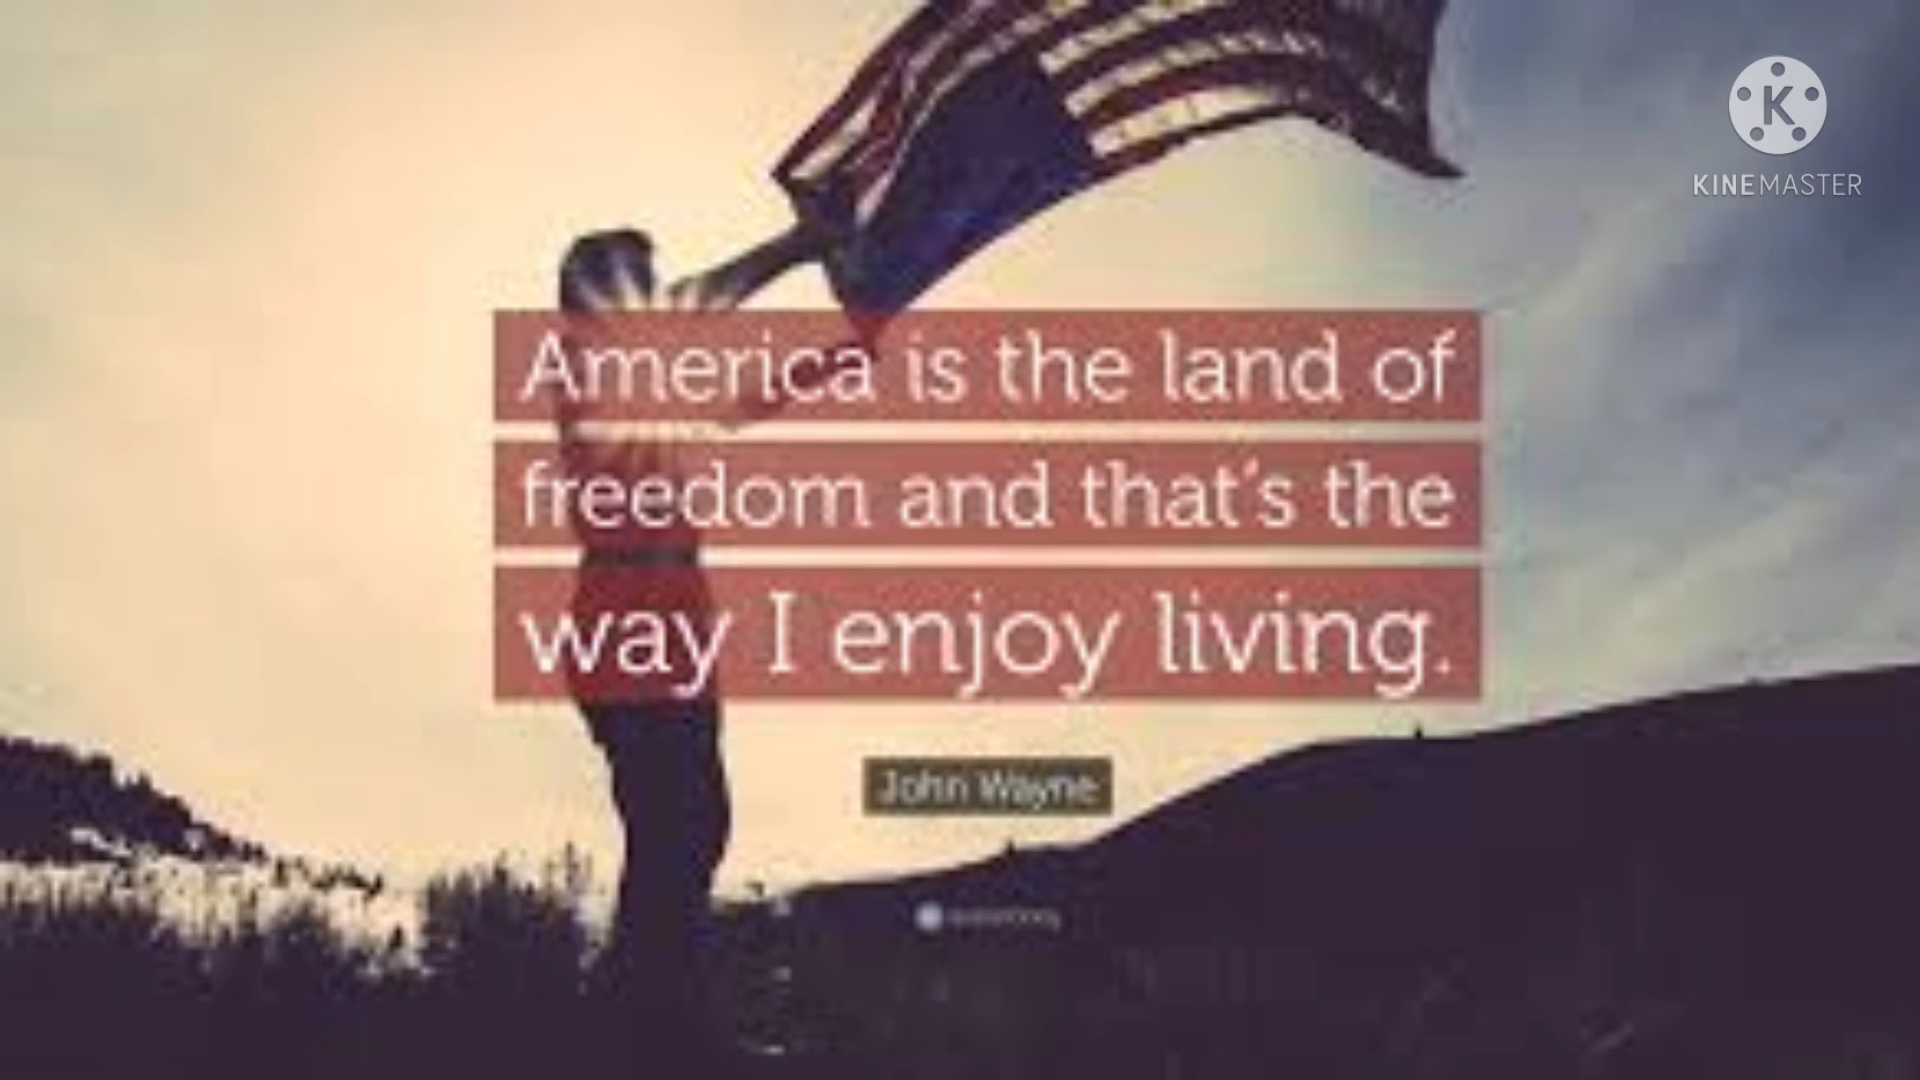 KINEMASTER
America is the land of
freedom and that's the
way I enjoy living.
John Wayne